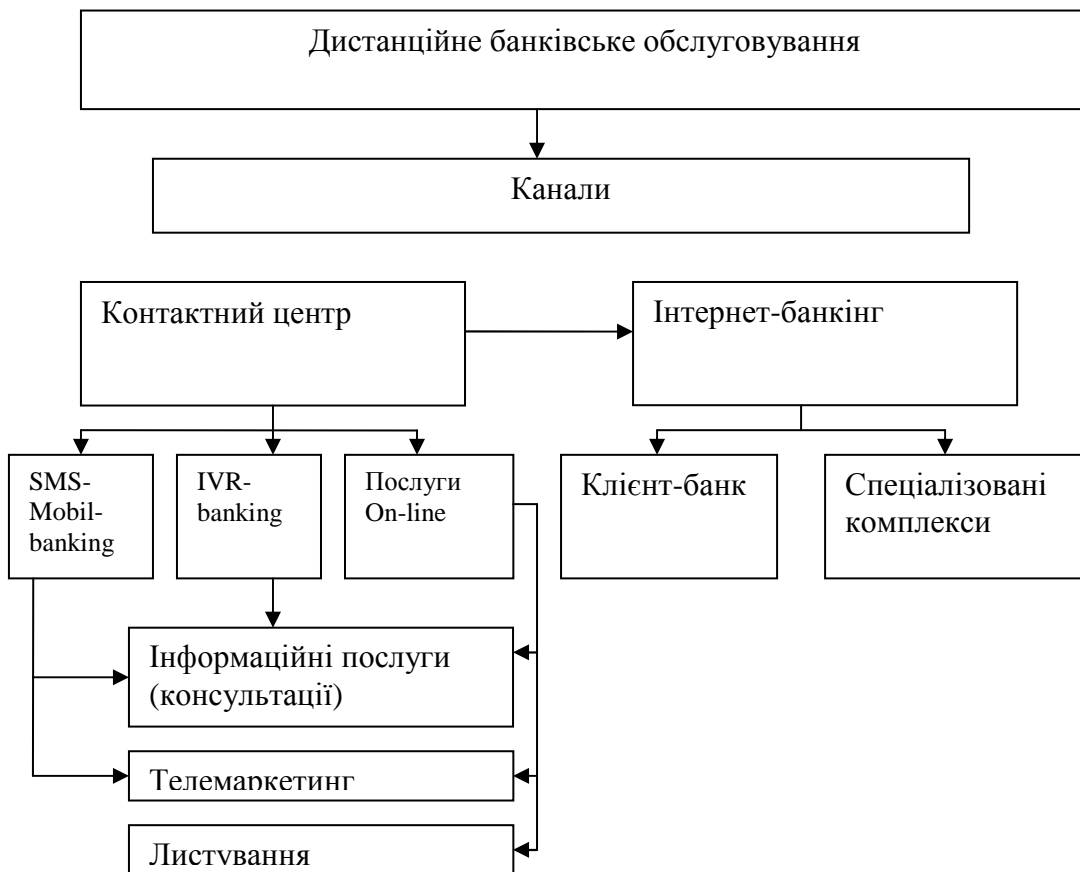 Дистанційне банківське обслуговування
Канали
Контактний центр
Інтернет-банкінг
SMS-
Mobil-
banking
IVR-
banking
Послуги
On-line
Клієнт-банк
Спеціалізовані
комплекси
Інформаційні послуги
(консультації)
Телемаркетинг
Листування